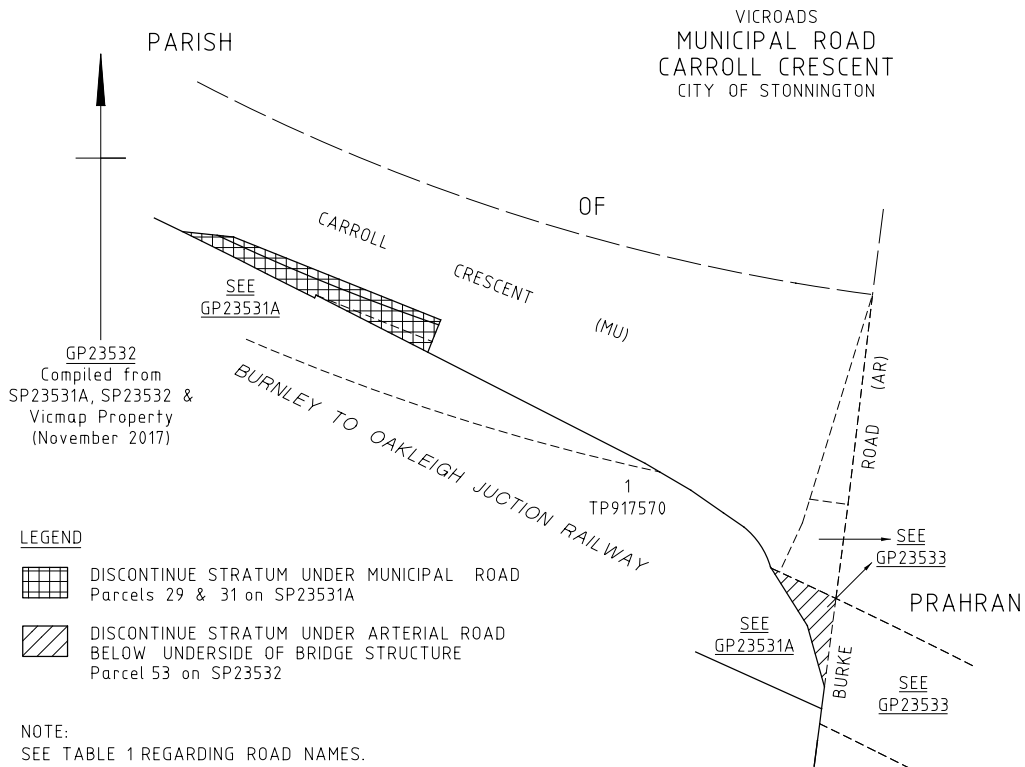 VICROADS
MUNICIPAL ROAD
CARROLL CRESCENT
CITY OF STONNINGTON
PARISH
OF
CARROLL
CRESCENT
(MU)
SEE
GP23531A
GP23532
Compiled from
SP23531A, SP23532 &
Vicmap Property
(November 2017)
BURNLEY TO OAKLEIGH JUCTION RAILWAY
(AR)
ROAD
1
TP917570
SEE
GP23533
PRAHRAN
SEE
GP23531A
BURKE
SEE
GP23533
LEGEND
DISCONTINUE STRATUM UNDER MUNICIPAL ROAD
Parcels 29 & 31 on SP23531A
DISCONTINUE STRATUM UNDER ARTERIAL ROAD
BELOW UNDERSIDE OF BRIDGE STRUCTURE
Parcel 53 on SP23532
NOTE:
SEE TABLE 1 REGARDING ROAD NAMES.